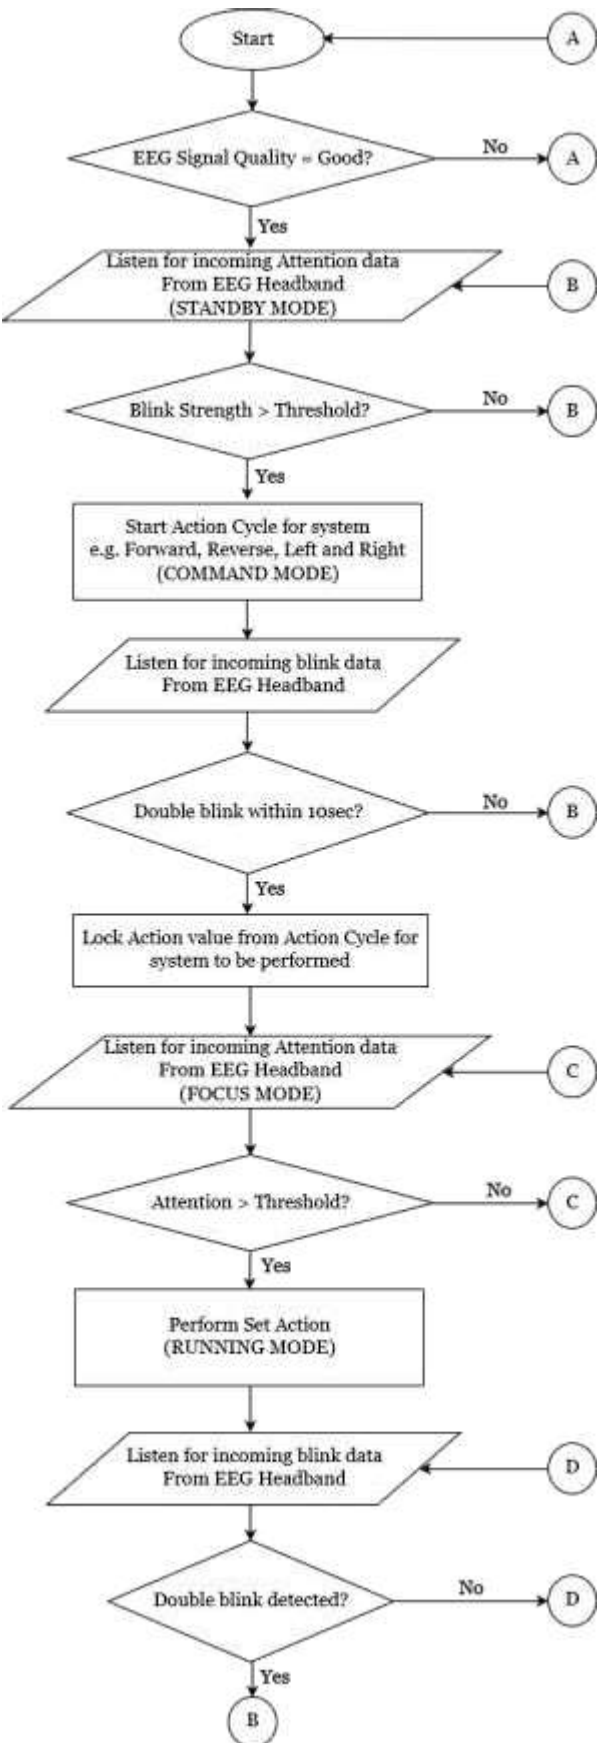 Start
A
EEG Signal Quality = Good?
No
A
Yes
Listen for incoming Attention data
From EEG Headband
(STANDBY MODE)
B
Blink Strength > Threshold?
No
B
Yes
Start Action Cycle for system
e.g. Forward, Reverse, Left and Right
(COMMAND MODE)
Listen for incoming blink data
From EEG Headband
Double blink within 10sec?
No
B
Yes
Lock Action value from Action Cycle for
system to be performed
Listen for incoming Attention data
From EEG Headband
(FOCUS MODE)
C
Attention > Threshold?
No
C
Yes
Perform Set Action
(RUNNING MODE)
Listen for incoming blink data
From EEG Headband
D
Double blink detected?
No
D
Yes
B